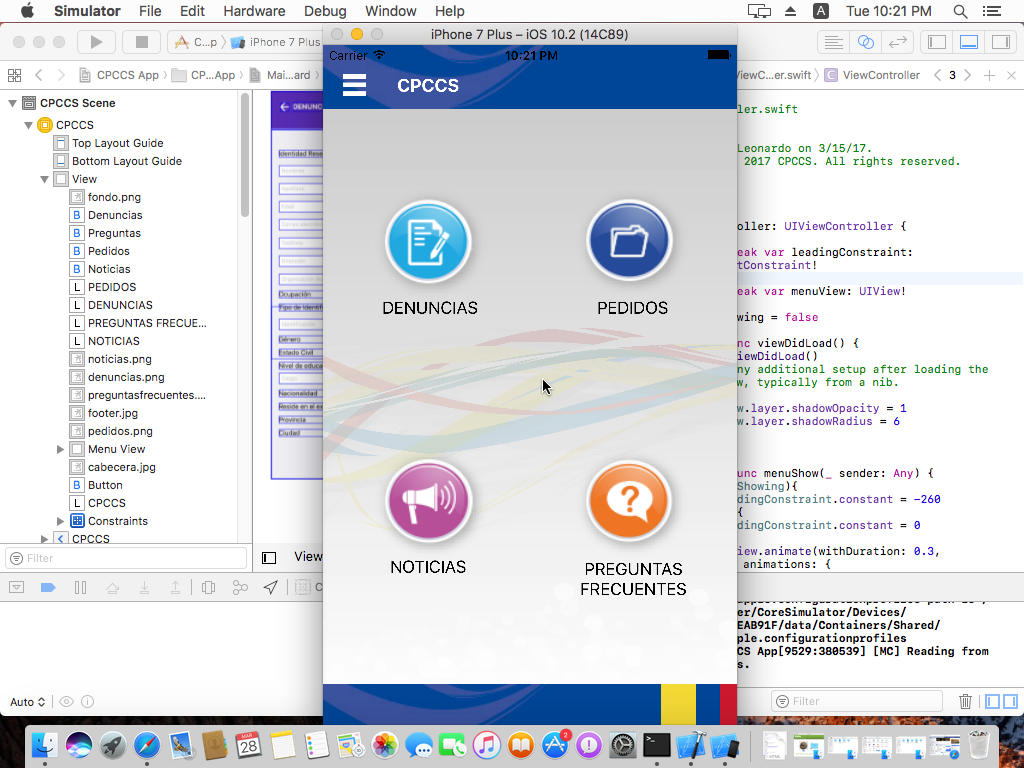 Simulator File Edit Hardware Debug Window Help
Tue 10:21 PM
iPhone 7 Plus – iOS 10.2 (14C89)
C...p
iPhone 7 Plus
CPCCS App
CP...App
Mai...ard
ViewC...er.swift
ViewController
3
Carrier
10:21 PM
CPCCS
DENUNCIAS
PEDIDOS
NOTICIAS
PREGUNTAS
FRECUENTES
CPCCS Scene
CPCCS
Top Layout Guide
Bottom Layout Guide
View
fondo.png
B Denuncias
B Preguntas
B Pedidos
B Noticias
L PEDIDOS
L DENUNCIAS
L PREGUNTAS FRECUE...
L NOTICIAS
noticias.png
denuncias.png
preguntasfrecuentes....
footer.jpg
pedidos.png
Menu View
cabecera.jpg
B Button
L CPCCS
Constraints
CPCCS
Filter
DENUNC
Identidad Rese
Ocupación
Tipo de Identif
Género
Estado Civil
Nivel de educa
Nacionalidad
Reside en el ex
Provincia
Ciudad
View
ler.swift
Leonardo on 3/15/17.
2017 CPCCS. All rights reserved.
oller: UIViewController {
eak var leadingConstraint:
tConstraint!
eak var menuView: UIView!
wing = false
nc viewDidLoad() {
iewDidLoad()
ny additional setup after loading the
w, typically from a nib.
w.layer.shadowOpacity = 1
w.layer.shadowRadius = 6
unc menuShow(_ sender: Any) {
Showing){
dingConstraint.constant = -260
{
dingConstraint.constant = 0
iew.animate(withDuration: 0.3,
animations: {
er/CoreSimulator/Devices/
EAB91F/data/Containers/Shared/
ple.configurationprofiles
CS App[9529:380539] [MC] Reading from
s.
Auto
Filter
MAR
28
2